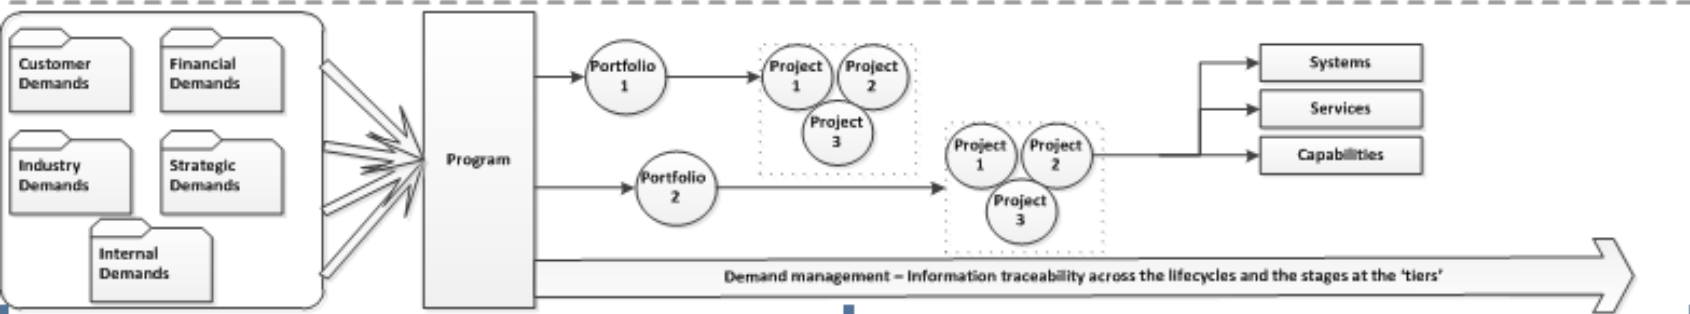 Customer
Demands
Financial
Demands
Industry
Demands
Strategic
Demands
Internal
Demands
Program
Portfolio
1
Project
1
Project
2
Project
3
Portfolio
2
Project
1
Project
2
Project
3
Systems
Services
Capabilities
Demand management – Information traceability across the lifecycles and the stages at the ‘tiers’